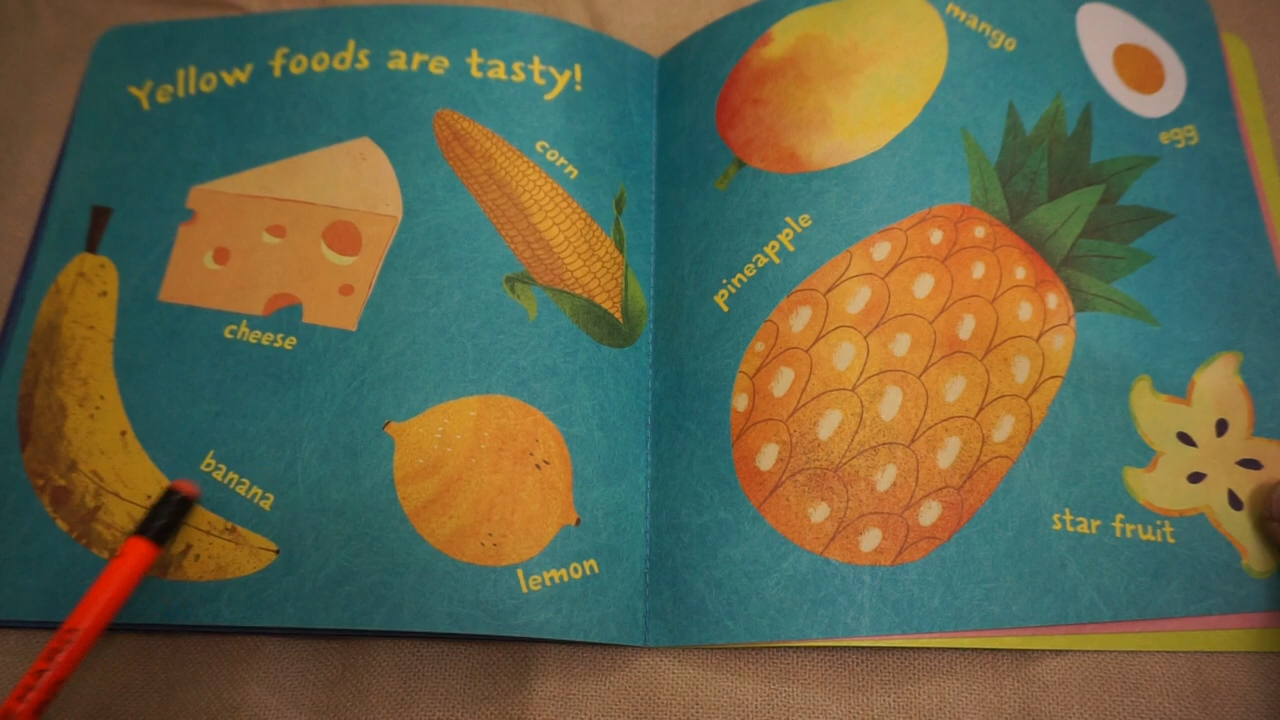 Yellow foods are tasty!
corn
cheese
banana
lemon
mango
egg
pineapple
star fruit